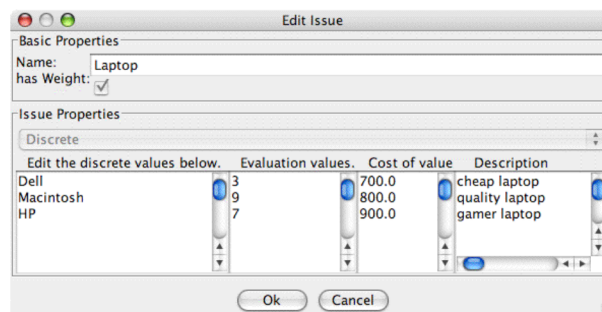 Edit Issue
Basic Properties
Name: Laptop
has Weight:
Issue Properties
Discrete
Edit the discrete values below. Evaluation values. Cost of value Description
Dell 3 700.0 cheap laptop
Macintosh 9 800.0 quality laptop
HP 7 900.0 gamer laptop
Ok Cancel